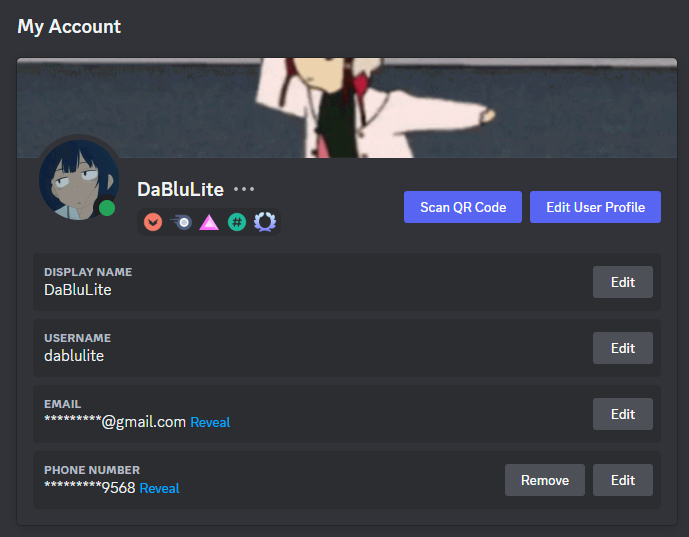 My Account
DaBluLite
Scan QR Code
Edit User Profile
DISPLAY NAME
DaBluLite
Edit
USERNAME
dablulite
Edit
EMAIL
*********@gmail.com Reveal
Edit
PHONE NUMBER
*********9568 Reveal
Remove
Edit